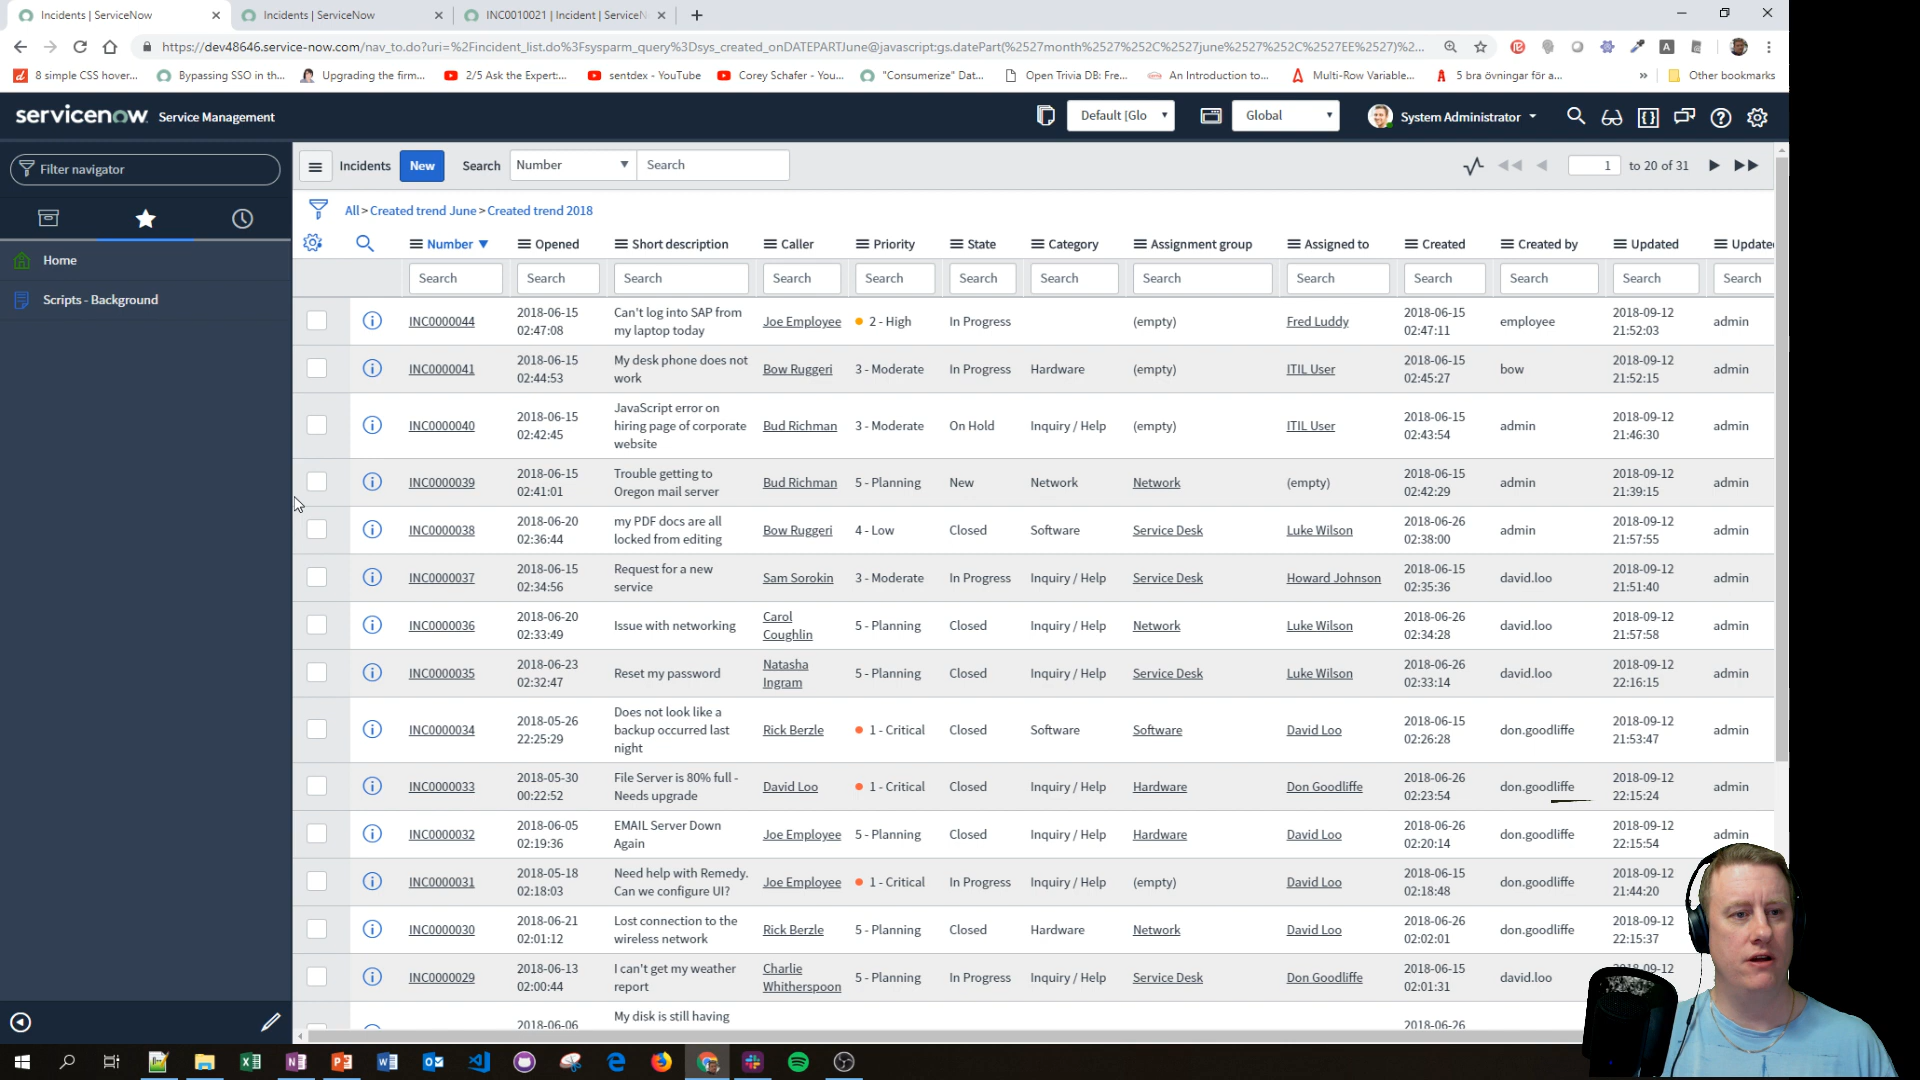 Incidents | ServiceNow
Incidents | ServiceNow
INC0010021 | Incident | ServiceN
https://dev48646.service-now.com/nav_to.do?uri=%2Fincident_list.do%3Fsysparm_query%3Dsys_created_onDATEPARTJune@javascript:gs.datePart(%2527month%2527%252C%2527june%2527%252C%2527EE%2527)%2...
8 simple CSS hover...
Bypassing SSO in th...
Upgrading the firm...
2/5 Ask the Expert:...
sentdex - YouTube
Corey Schafer - You...
"Consumerize" Dat...
Open Trivia DB: Fre...
An Introduction to...
Multi-Row Variable...
5 bra övningar för a...
»
Other bookmarks
servicenow Service Management
Default |Glo
Global
System Administrator
Filter navigator
Home
Scripts - Background
Incidents New Search Number Search
1 to 20 of 31
All > Created trend June > Created trend 2018
Number Opened Short description Caller Priority State Category Assignment group Assigned to Created Created by Updated Update
Search Search Search Search Search Search Search Search Search Search Search Search Search
INC0000044 2018-06-15 02:47:08 Can't log into SAP from my laptop today Joe Employee 2 - High In Progress (empty) Fred Luddy 2018-06-15 02:47:11 employee 2018-09-12 21:52:03 admin
INC0000041 2018-06-15 02:44:53 My desk phone does not work Bow Ruggeri 3 - Moderate In Progress Hardware (empty) ITIL User 2018-06-15 02:45:27 bow 2018-09-12 21:52:15 admin
INC0000040 2018-06-15 02:42:45 JavaScript error on hiring page of corporate website Bud Richman 3 - Moderate On Hold Inquiry / Help (empty) ITIL User 2018-06-15 02:43:54 admin 2018-09-12 21:46:30 admin
INC0000039 2018-06-15 02:41:01 Trouble getting to Oregon mail server Bud Richman 5 - Planning New Network Network (empty) 2018-06-15 02:42:29 admin 2018-09-12 21:39:15 admin
INC0000038 2018-06-20 02:36:44 my PDF docs are all locked from editing Bow Ruggeri 4 - Low Closed Software Service Desk Luke Wilson 2018-06-26 02:38:00 admin 2018-09-12 21:57:55 admin
INC0000037 2018-06-15 02:34:56 Request for a new service Sam Sorokin 3 - Moderate In Progress Inquiry / Help Service Desk Howard Johnson 2018-06-15 02:35:36 david.loo 2018-09-12 21:51:40 admin
INC0000036 2018-06-20 02:33:49 Issue with networking Carol Coughlin 5 - Planning Closed Inquiry / Help Network Luke Wilson 2018-06-26 02:34:28 david.loo 2018-09-12 21:57:58 admin
INC0000035 2018-06-23 02:32:47 Reset my password Natasha Ingram 5 - Planning Closed Inquiry / Help Service Desk Luke Wilson 2018-06-26 02:33:14 david.loo 2018-09-12 22:16:15 admin
INC0000034 2018-05-26 22:25:29 Does not look like a backup occurred last night Rick Berzle 1 - Critical Closed Software Software David Loo 2018-06-15 02:26:28 don.goodliffe 2018-09-12 21:53:47 admin
INC0000033 2018-05-30 00:22:52 File Server is 80% full - Needs upgrade David Loo 1 - Critical Closed Inquiry / Help Hardware Don Goodliffe 2018-06-26 02:23:54 don.goodliffe 2018-09-12 22:15:24 admin
INC0000032 2018-06-05 02:19:36 EMAIL Server Down Again Joe Employee 5 - Planning Closed Inquiry / Help Hardware David Loo 2018-06-26 02:20:14 don.goodliffe 2018-09-12 22:15:54 admin
INC0000031 2018-05-18 02:18:03 Need help with Remedy. Can we configure UI? Joe Employee 1 - Critical In Progress Inquiry / Help (empty) David Loo 2018-06-15 02:18:48 don.goodliffe 2018-09-12 21:44:20
INC0000030 2018-06-21 02:01:12 Lost connection to the wireless network Rick Berzle 5 - Planning Closed Hardware Network David Loo 2018-06-26 02:02:01 don.goodliffe 2018-09-12 22:15:37
INC0000029 2018-06-13 02:00:44 I can't get my weather report Charlie Whitherspoon 5 - Planning In Progress Inquiry / Help Service Desk Don Goodliffe 2018-06-15 02:01:31 david.loo
2018-06-06 My disk is still having 2018-06-26